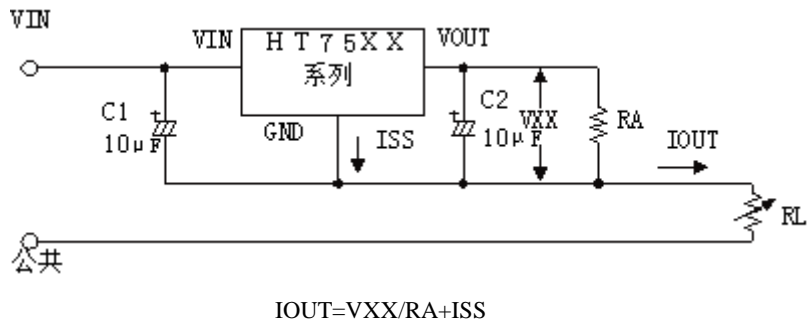 VIN
VIN
HT75XX
VOUT
系列
C1
10μF
GND
ISS
C2
10μF
VXX
RA
IOUT
RL
公共
IOUT=VXX/RA+ISS